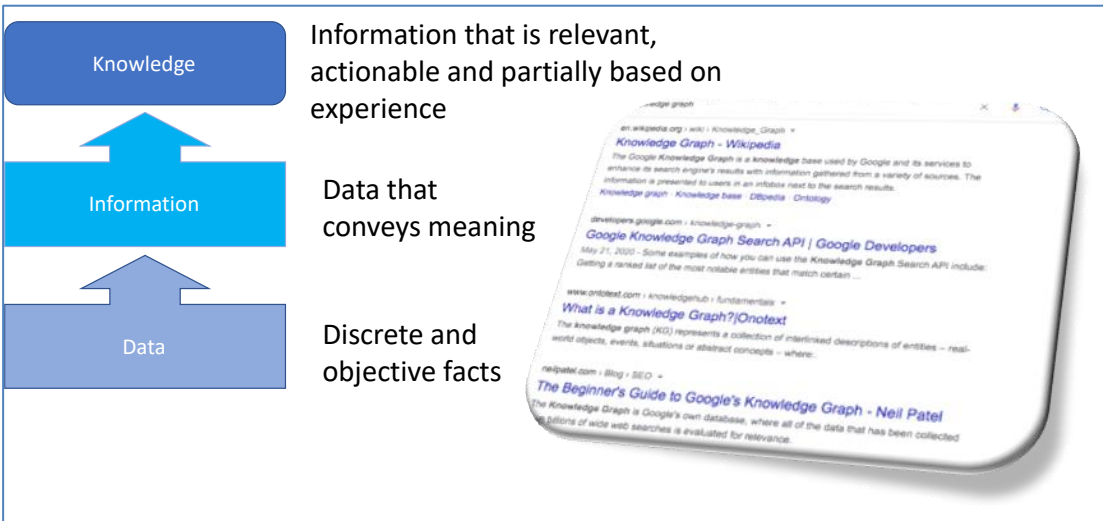 Knowledge
Information that is relevant,
actionable and partially based on
experience
Information
Data that
conveys meaning
Data
Discrete and
objective facts
edge graph
en.wikipedia.org › wiki › Knowledge_Graph
Knowledge Graph - Wikipedia
The Google Knowledge Graph is a knowledge base used by Google and its services to
enhance its search engine's results with information gathered from a variety of sources. The
information is presented to users in an infobox next to the search results.
Knowledge graph · Knowledge base · DBpedia · Ontology
developers.google.com › knowledge-graph
Google Knowledge Graph Search API | Google Developers
May 21, 2020 - Some examples of how you can use the Knowledge Graph Search API include:
Getting a ranked list of the most notable entities that match certain ...
www.ontotext.com › knowledgehub › fundamentals
What is a Knowledge Graph?|Onotext
The knowledge graph (KG) represents a collection of interlinked descriptions of entities – real-
world objects, events, situations or abstract concepts – where:
neilpatel.com › Blog › SEO
The Beginner's Guide to Google's Knowledge Graph - Neil Patel
The Knowledge Graph is Google's own database, where all of the data that has been collected
billions of wide web searches is evaluated for relevance.